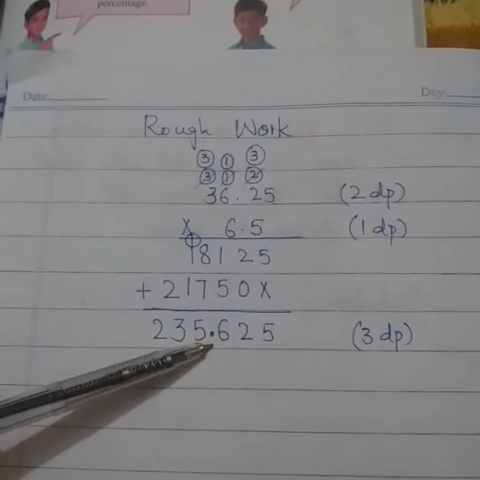 percentage.
Date:
Day:
Rough Work
3 1 3
3 1 2
36.25 (2 dp)
x 6.5 (1 dp)
18125
+ 21750x
235.625 (3 dp)